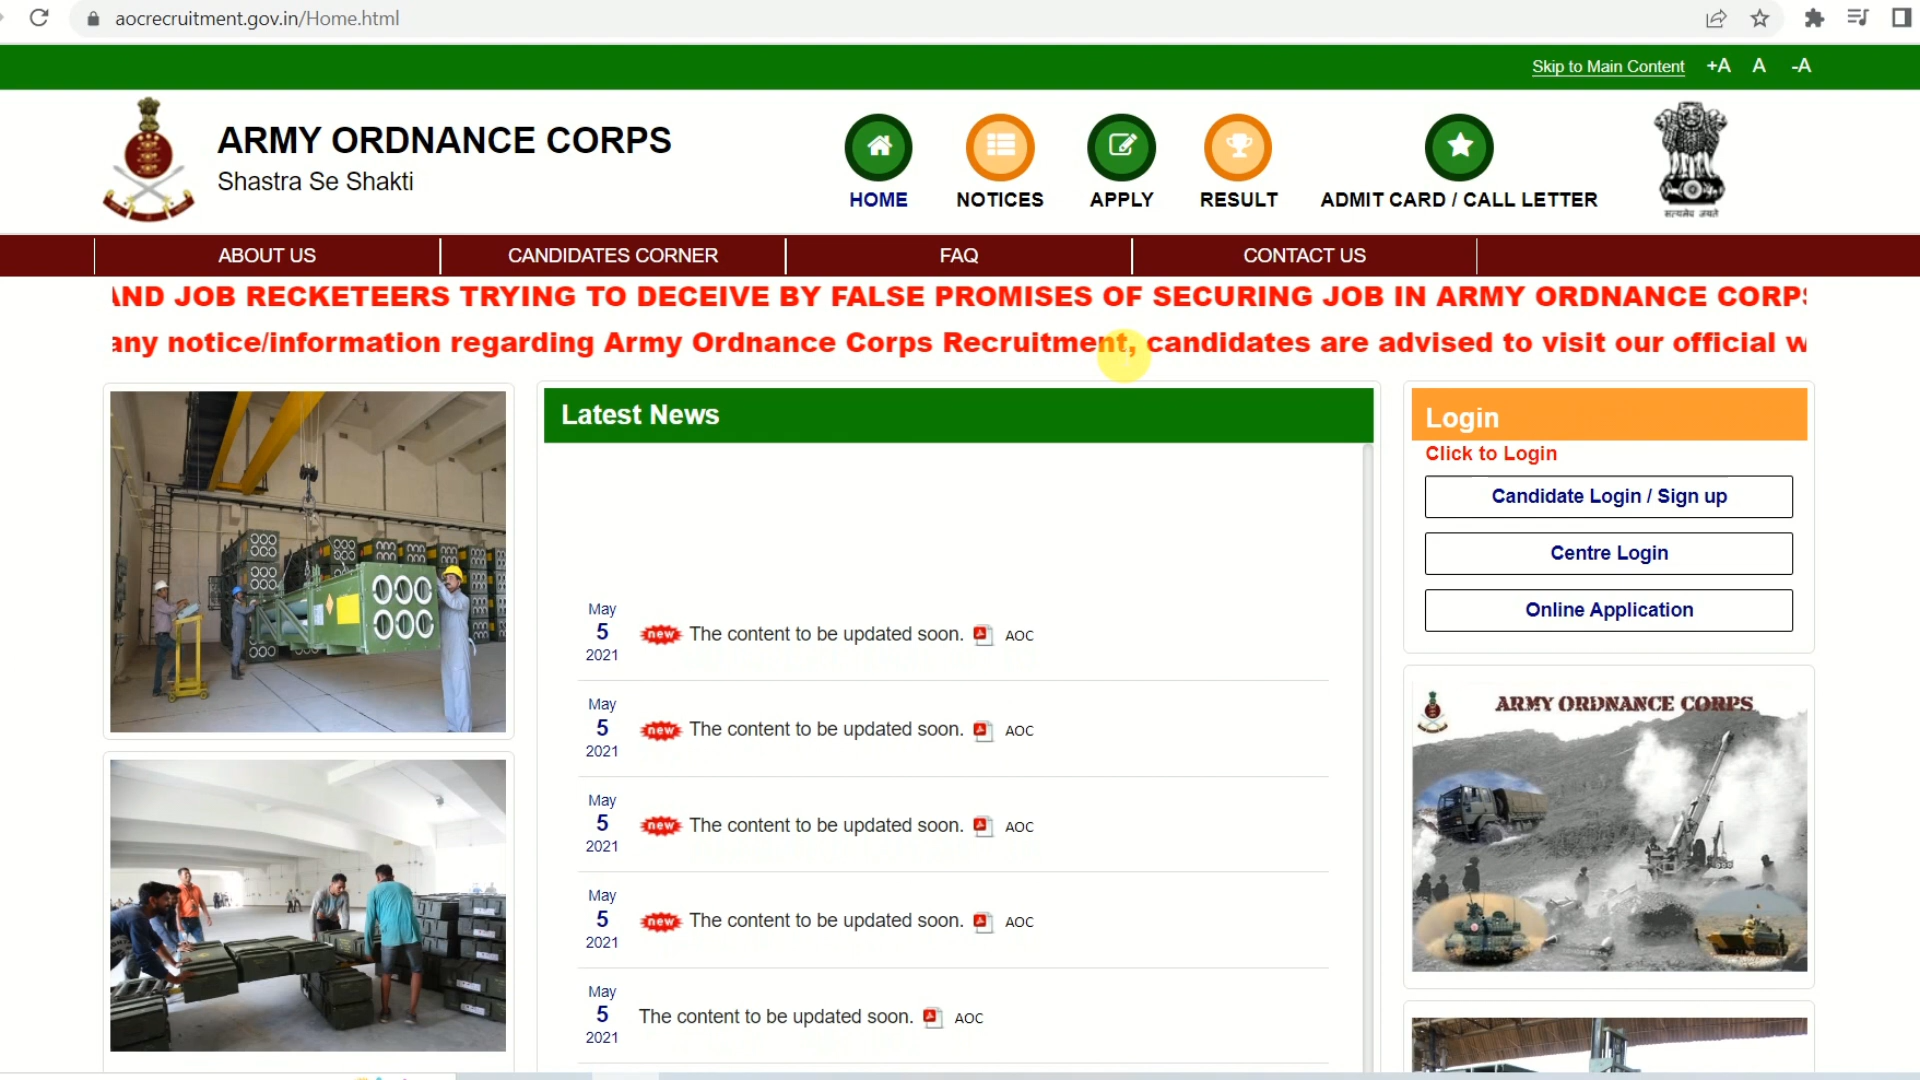 aocrecruitment.gov.in/Home.html
Skip to Main Content +A A -A
ARMY ORDNANCE CORPS
Shastra Se Shakti
HOME NOTICES APPLY RESULT ADMIT CARD / CALL LETTER
सत्यमेव जयते
ABOUT US CANDIDATES CORNER FAQ CONTACT US
AND JOB RECKETEERS TRYING TO DECEIVE BY FALSE PROMISES OF SECURING JOB IN ARMY ORDNANCE CORPS
any notice/information regarding Army Ordnance Corps Recruitment, candidates are advised to visit our official w
Latest News
May
5
2021
new The content to be updated soon. AOC
May
5
2021
new The content to be updated soon. AOC
May
5
2021
new The content to be updated soon. AOC
May
5
2021
new The content to be updated soon. AOC
May
5
2021
The content to be updated soon. AOC
Login
Click to Login
Candidate Login / Sign up
Centre Login
Online Application
ARMY ORDNANCE CORPS